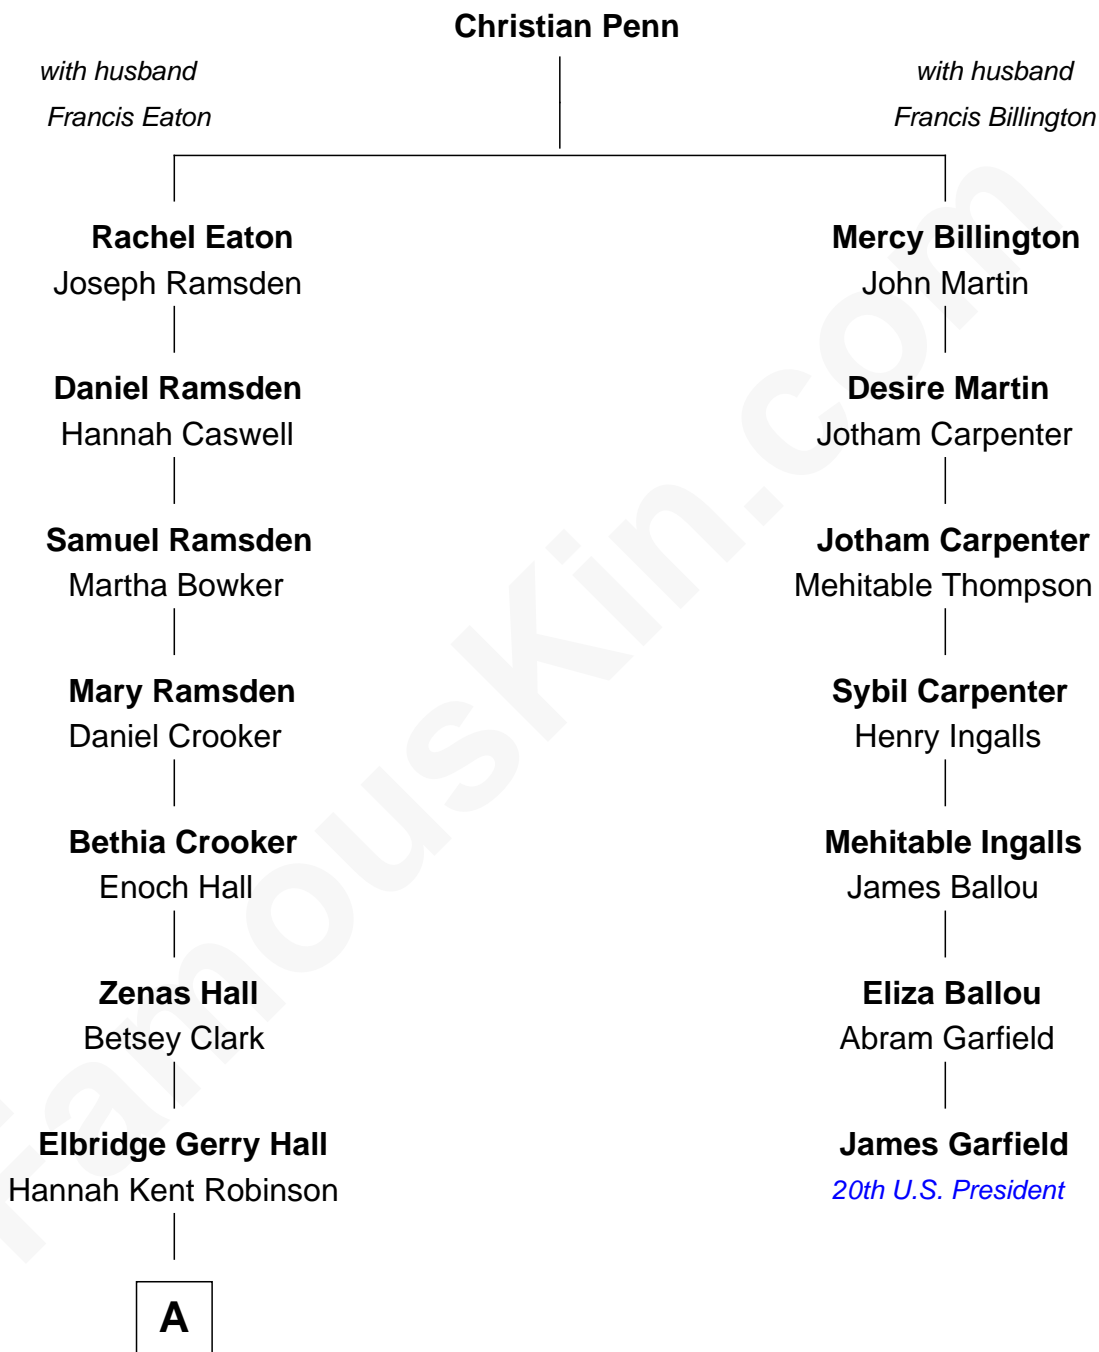 Christian Penn
with husband
Francis Eaton
with husband
Francis Billington
Rachel Eaton
Joseph Ramsden
Mercy Billington
John Martin
Daniel Ramsden
Hannah Caswell
Desire Martin
Jotham Carpenter
Samuel Ramsden
Martha Bowker
Jotham Carpenter
Mehitable Thompson
Mary Ramsden
Daniel Crooker
Sybil Carpenter
Henry Ingalls
Bethia Crooker
Enoch Hall
Mehitable Ingalls
James Ballou
Zenas Hall
Betsey Clark
Eliza Ballou
Abram Garfield
Elbridge Gerry Hall
Hannah Kent Robinson
James Garfield
20th U.S. President
A
FamousKin.com